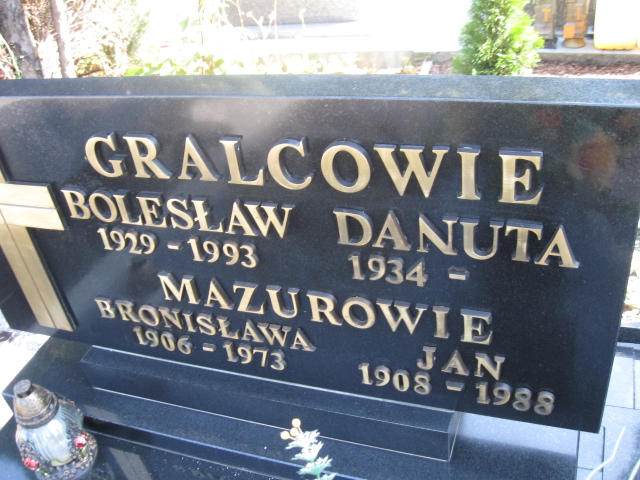 GRALCOWIE
BOLESŁAW DANUTA
1929 - 1993 1934 -
MAZUROWIE
BRONISŁAWA JAN
1906 - 1973 1908 - 1988